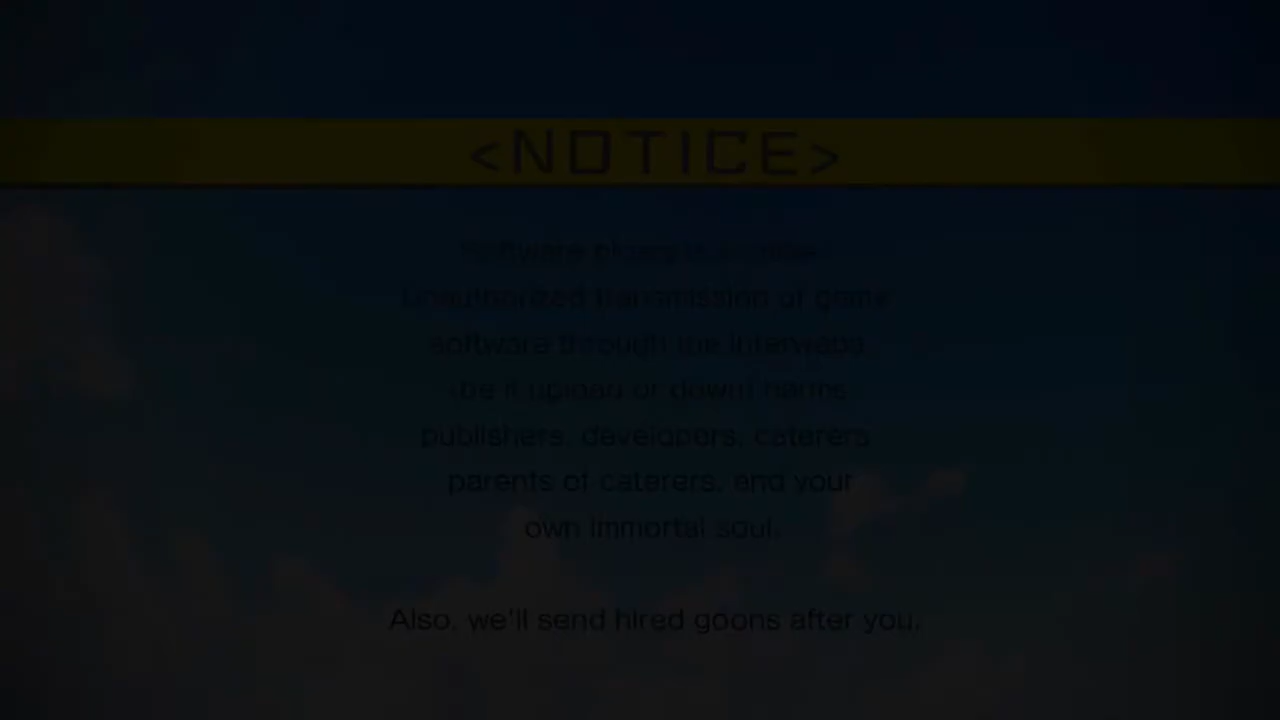 <NOTICE>
Software piracy is a crime.
Unauthorized transmission of game
software through the interwebs
(be it upload or down) harms
publishers, developers, caterers,
parents of caterers, and your
own immortal soul.
Also, we'll send hired goons after you.